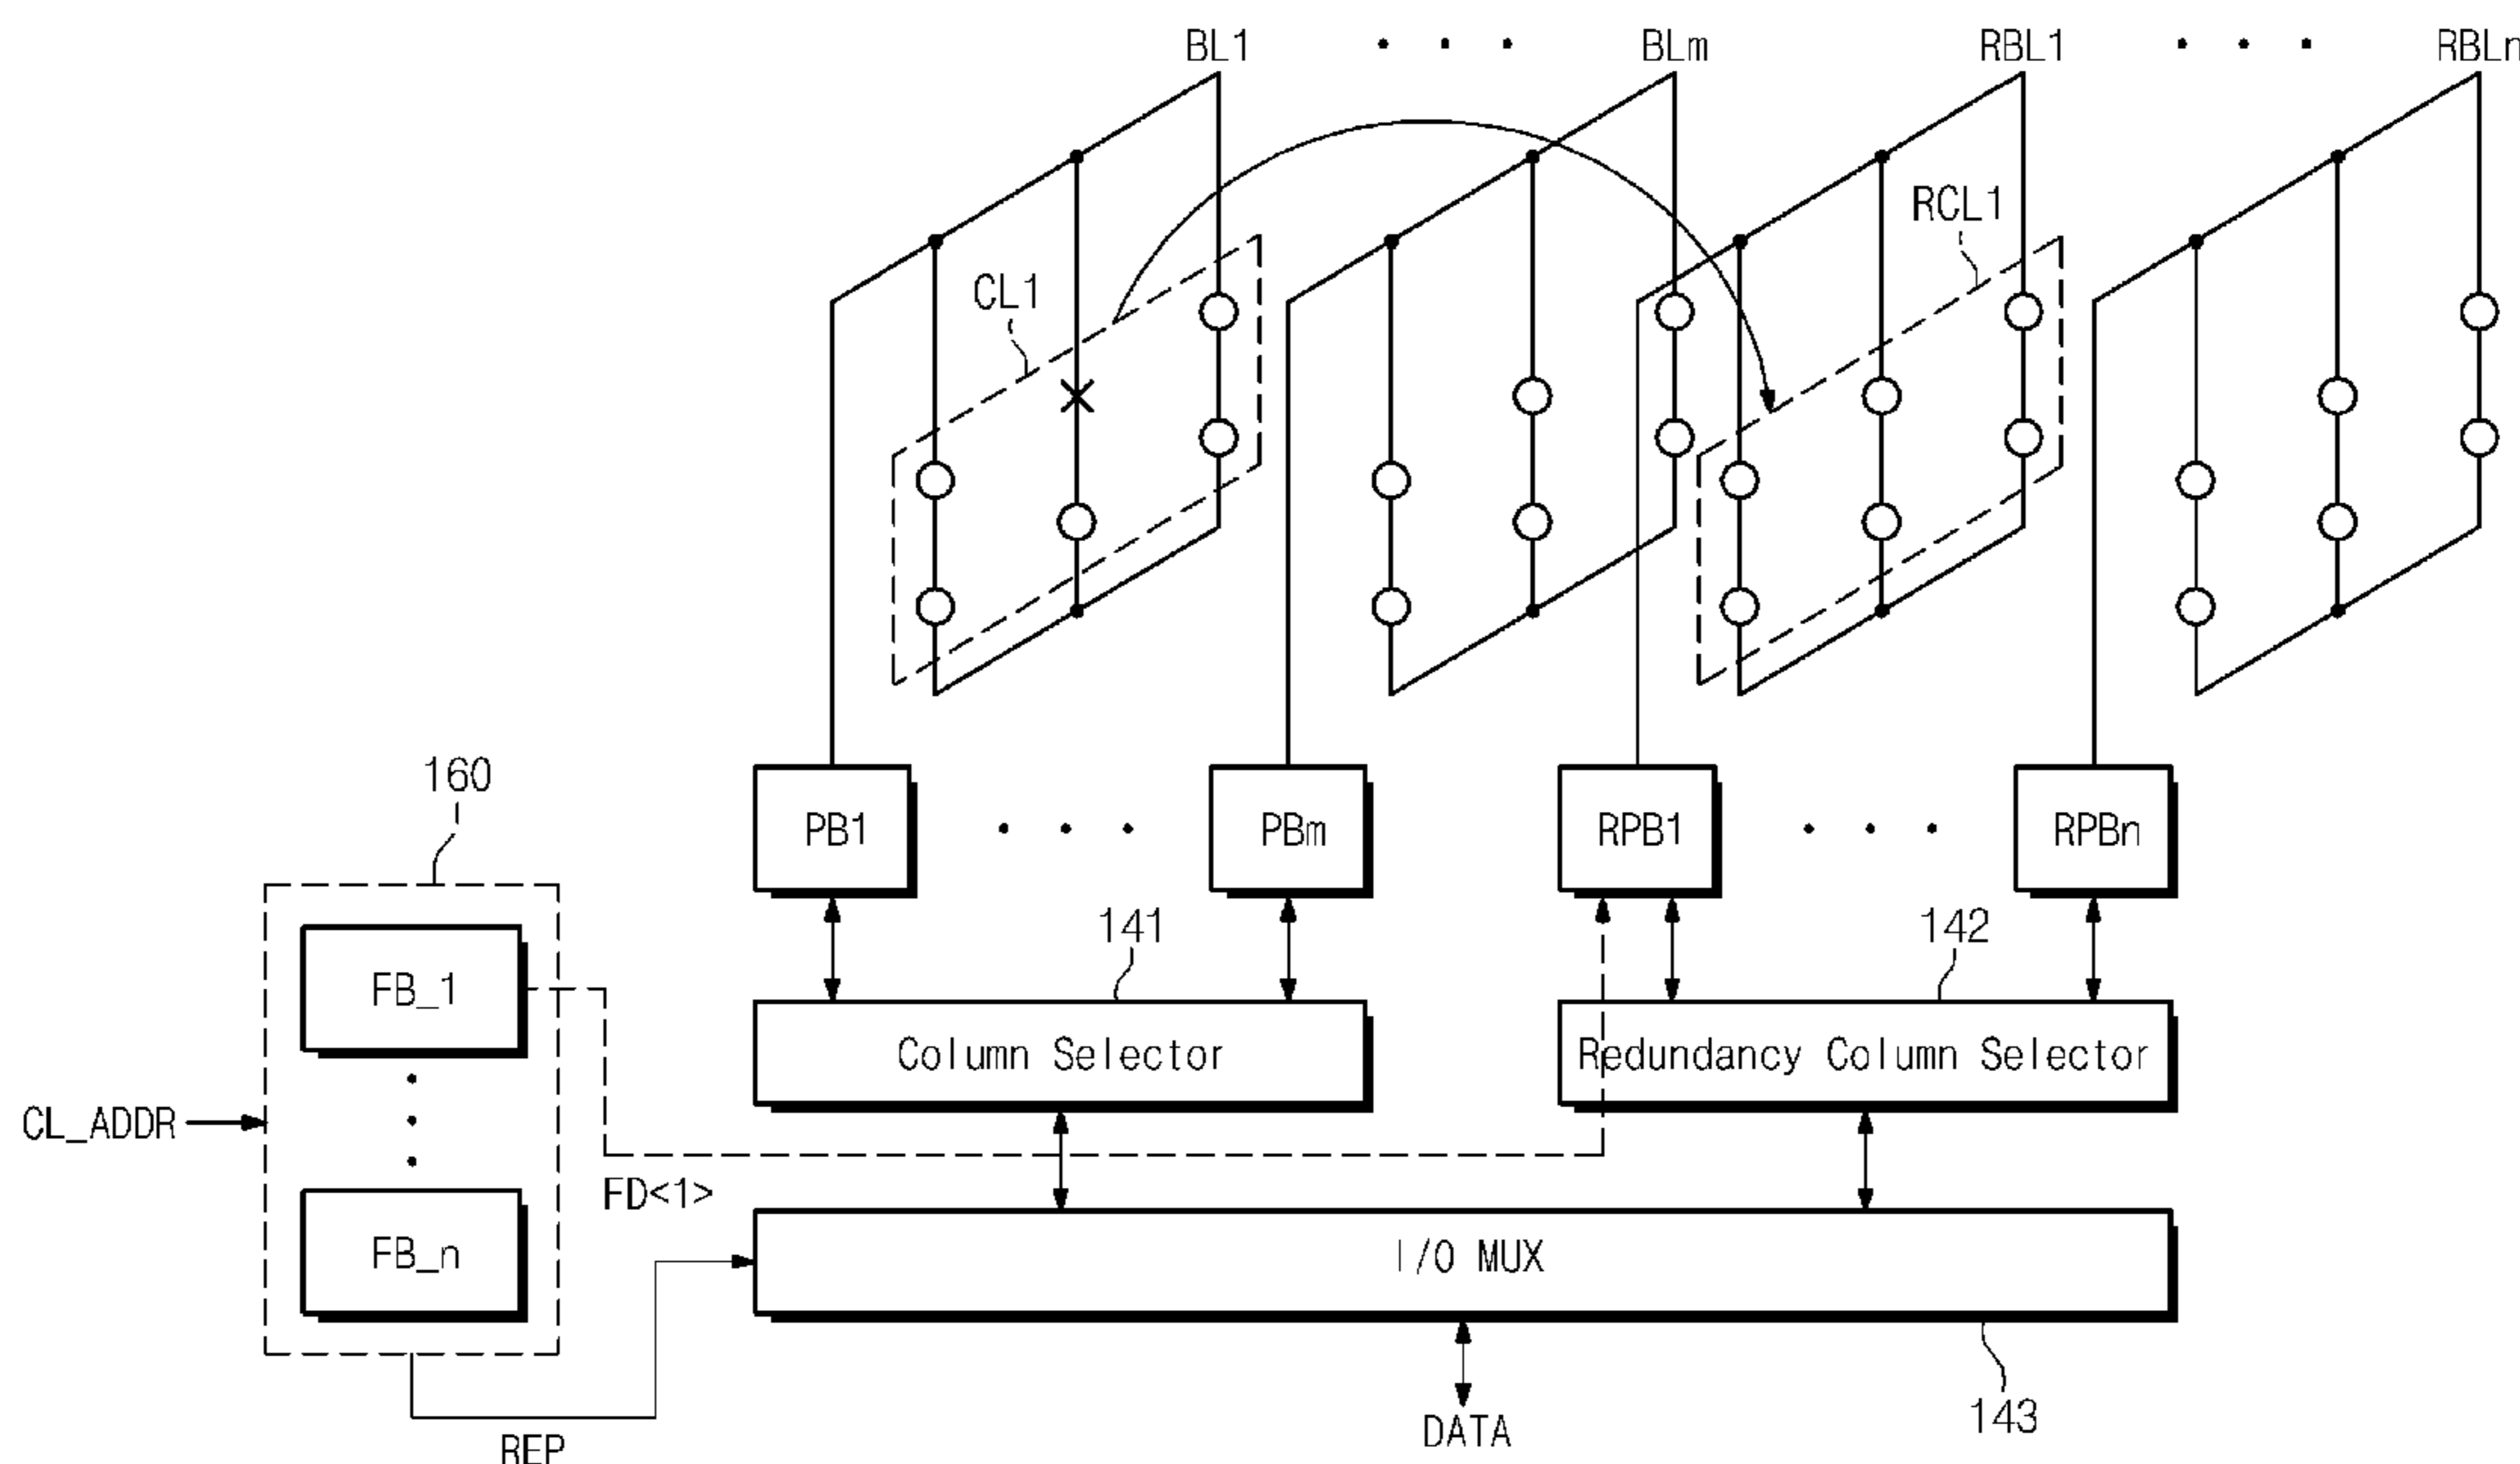 BL1 . . . BLm RBL1 . . . RBLn
RCL1
CL1
160
PB1 . . . PBm RPB1 . . . RPBn
141 142
FB_1
Column Selector Redundancy Column Selector
CL_ADDR
FD<1>
FB_n
I/O MUX
143
DATA
REP